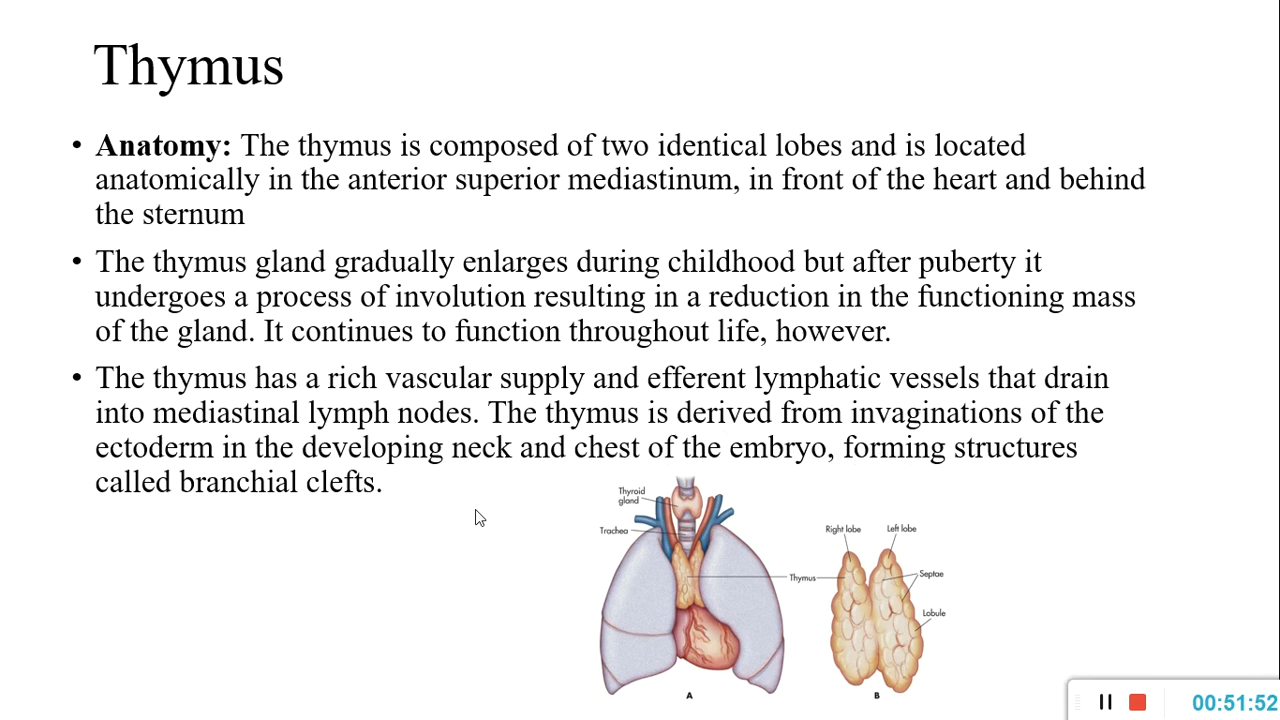 Thymus
• Anatomy: The thymus is composed of two identical lobes and is located
anatomically in the anterior superior mediastinum, in front of the heart and behind
the sternum
• The thymus gland gradually enlarges during childhood but after puberty it
undergoes a process of involution resulting in a reduction in the functioning mass
of the gland. It continues to function throughout life, however.
• The thymus has a rich vascular supply and efferent lymphatic vessels that drain
into mediastinal lymph nodes. The thymus is derived from invaginations of the
ectoderm in the developing neck and chest of the embryo, forming structures
called branchial clefts.
Thyroid
gland
Trachea
Thymus
A
Right lobe
Left lobe
Septae
Lobule
B
00:51:52